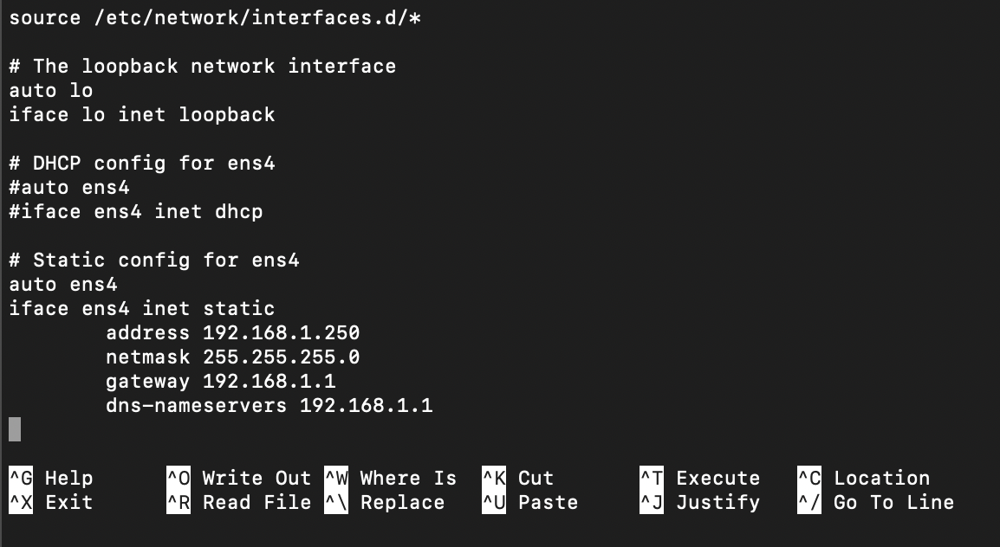 source /etc/network/interfaces.d/*
# The loopback network interface
auto lo
iface lo inet loopback
# DHCP config for ens4
#auto ens4
#iface ens4 inet dhcp
# Static config for ens4
auto ens4
iface ens4 inet static
        address 192.168.1.250
        netmask 255.255.255.0
        gateway 192.168.1.1
        dns-nameservers 192.168.1.1
^G Help ^O Write Out ^W Where Is ^K Cut ^T Execute ^C Location
^X Exit ^R Read File ^\ Replace ^U Paste ^J Justify ^/ Go To Line